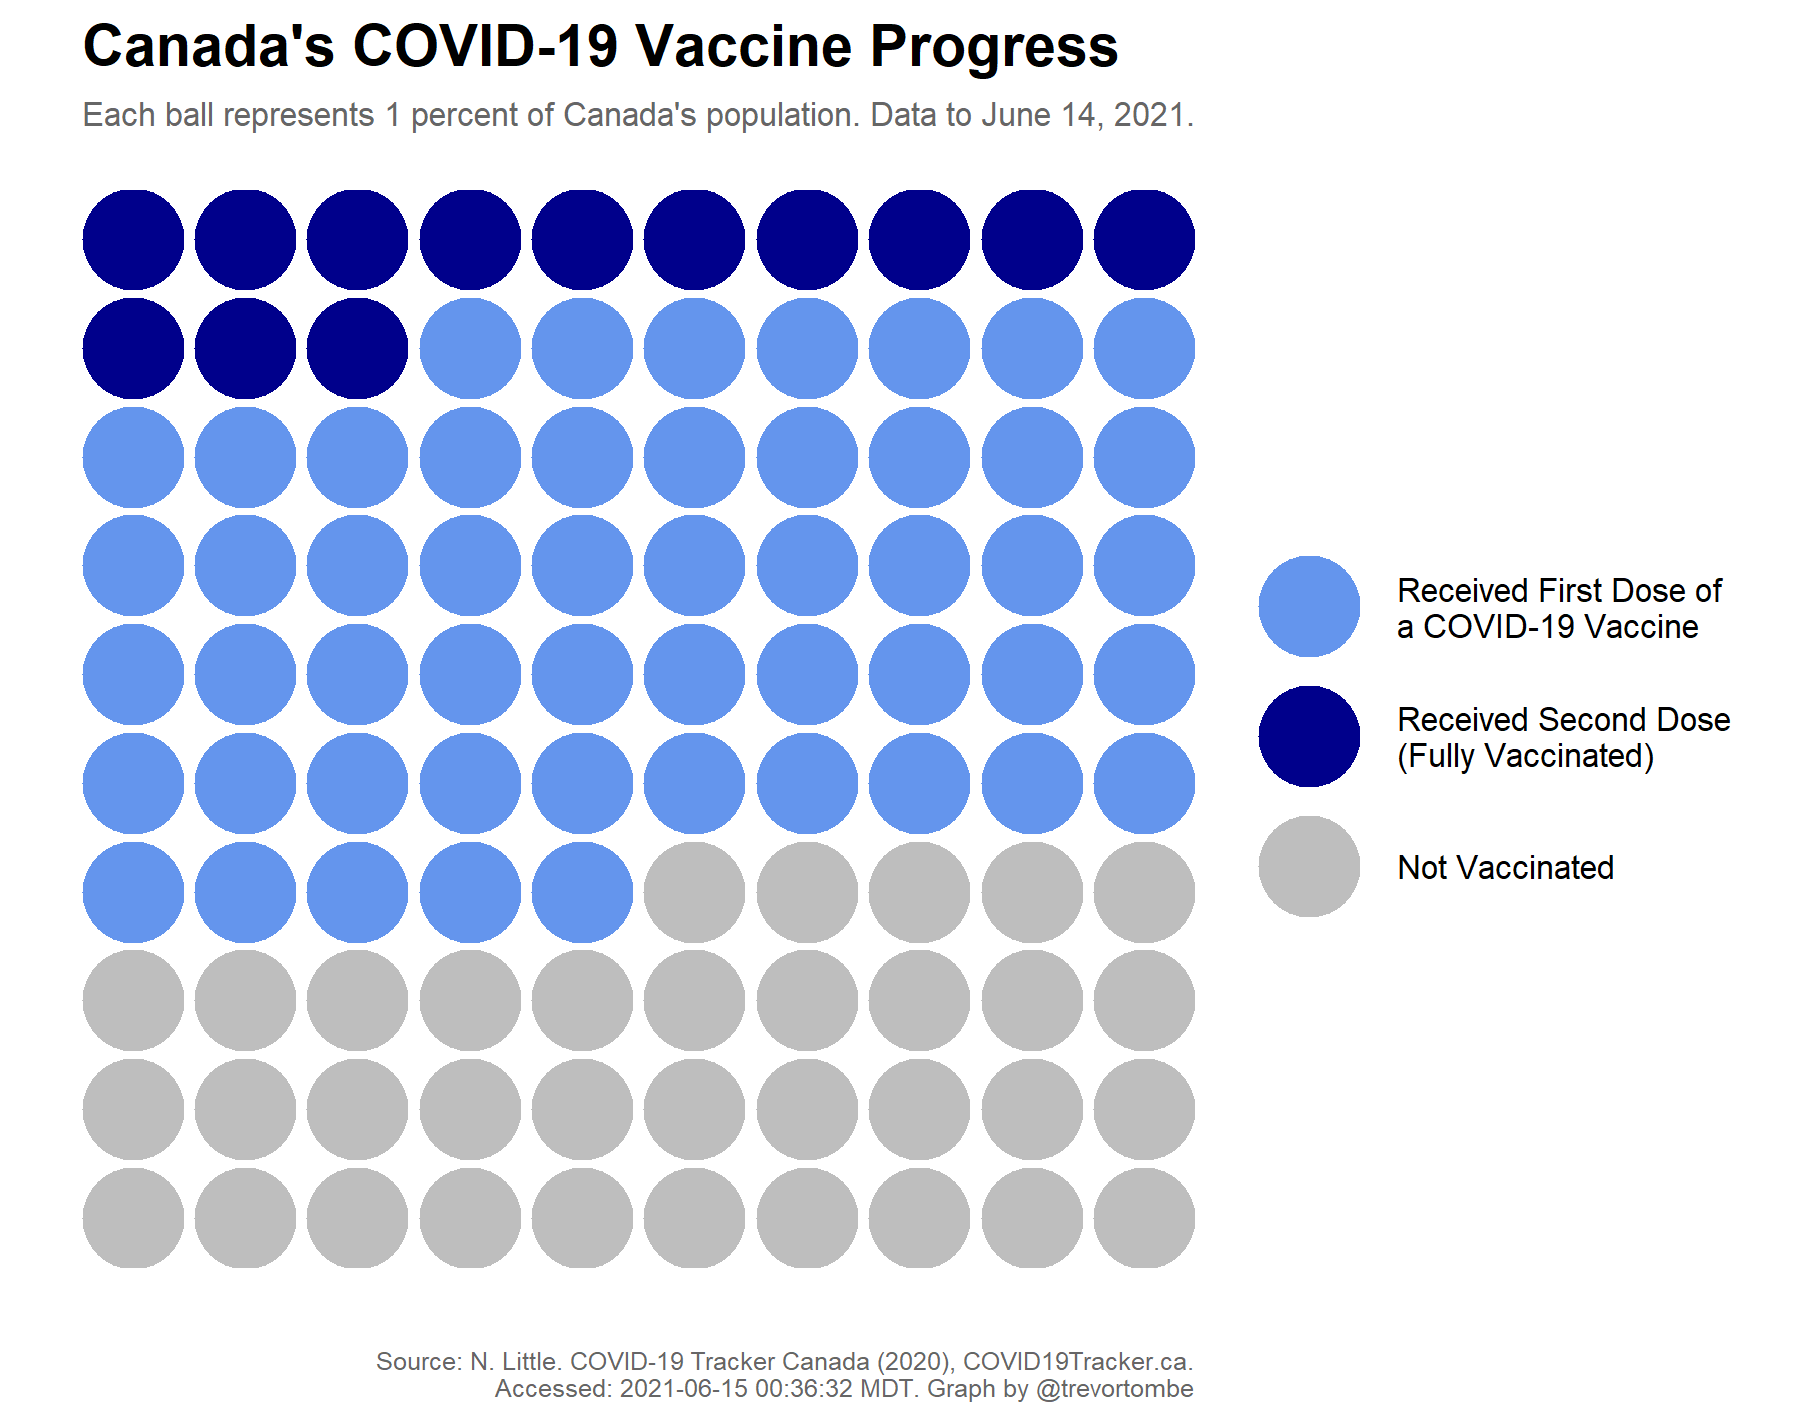 Canada's COVID-19 Vaccine Progress
Each ball represents 1 percent of Canada's population. Data to June 14, 2021.
Received First Dose of
a COVID-19 Vaccine
Received Second Dose
(Fully Vaccinated)
Not Vaccinated
Source: N. Little. COVID-19 Tracker Canada (2020), COVID19Tracker.ca.
Accessed: 2021-06-15 00:36:32 MDT. Graph by @trevortombe